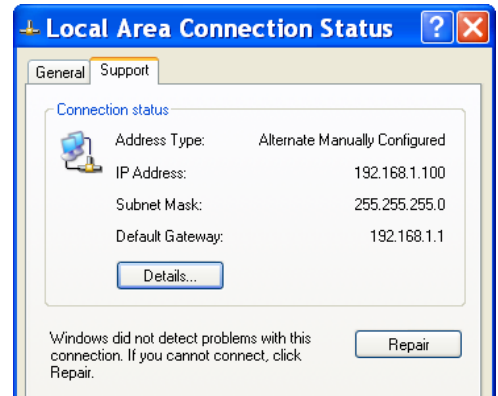 Local Area Connection Status
General Support
Connection status
Address Type: Alternate Manually Configured
IP Address: 192.168.1.100
Subnet Mask: 255.255.255.0
Default Gateway: 192.168.1.1
Details...
Windows did not detect problems with this
connection. If you cannot connect, click
Repair.
Repair